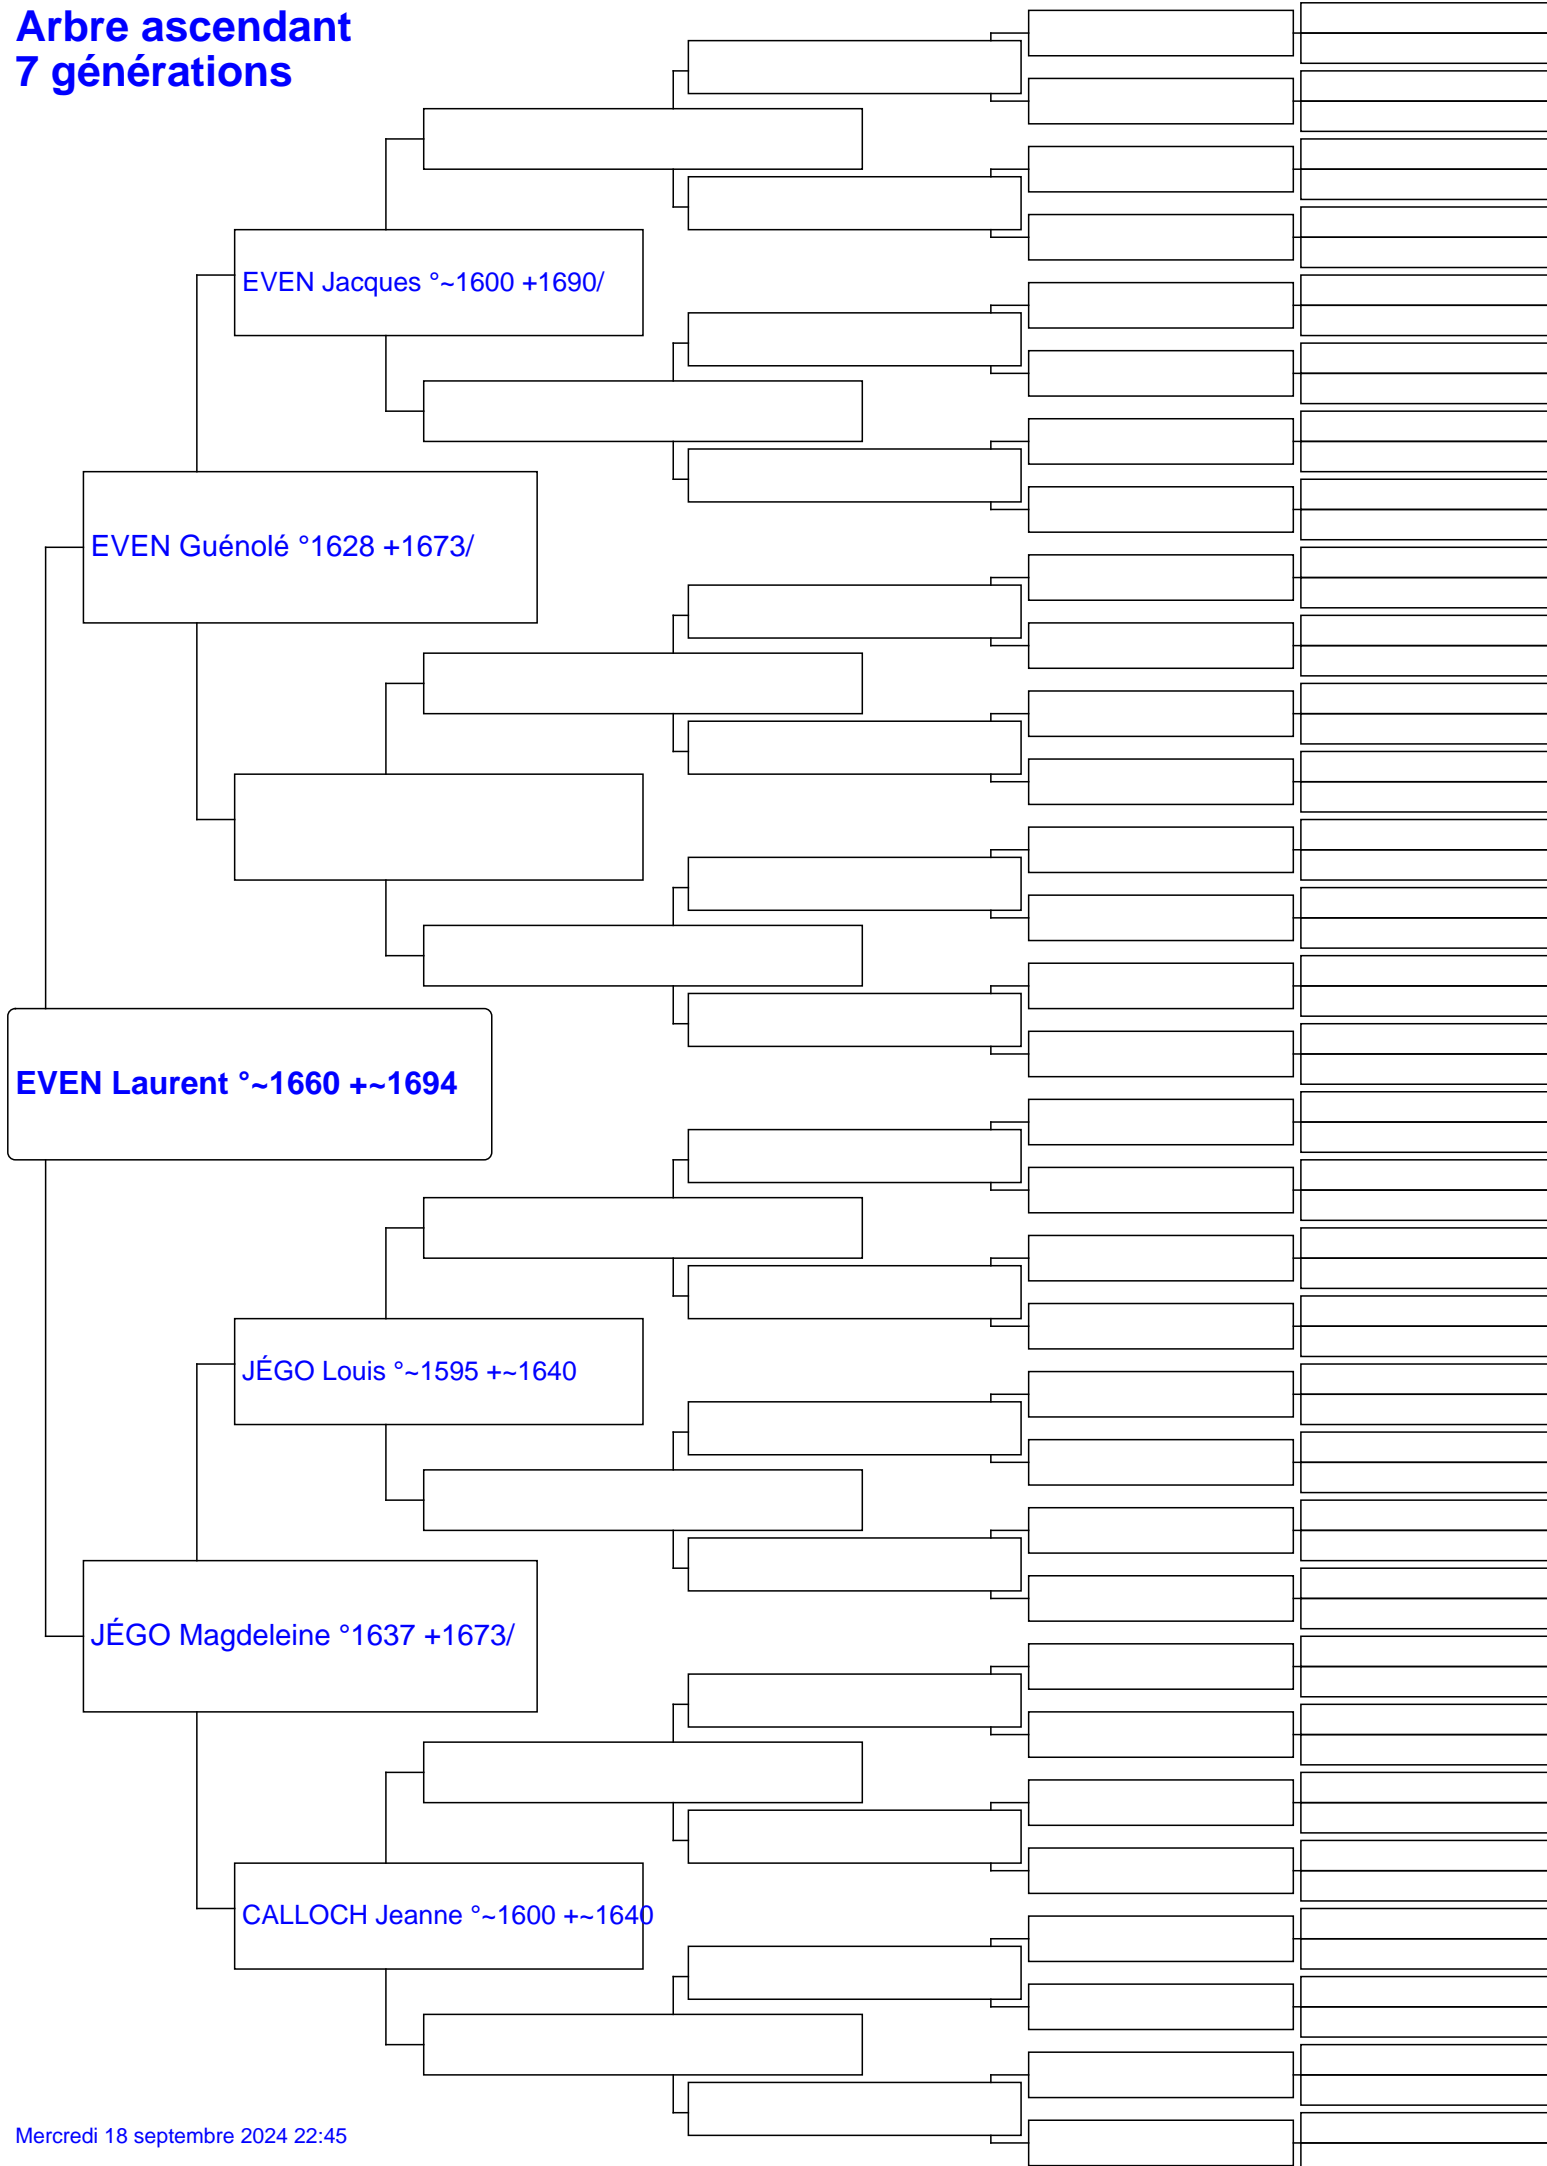 Arbre ascendant
7 générations
EVEN Jacques °~1600 +1690/
EVEN Guénolé °1628 +1673/
EVEN Laurent °~1660 +~1694
JÉGO Louis °~1595 +~1640
JÉGO Magdeleine °1637 +1673/
CALLOCH Jeanne °~1600 +~1640
Mercredi 18 septembre 2024 22:45